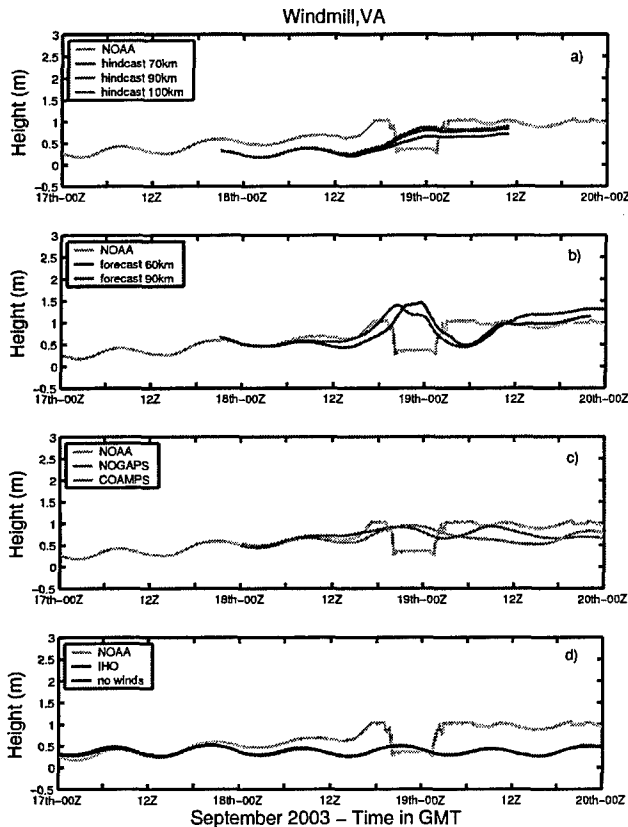 Windmill,VA
a)
NOAA
hindcast 70km
hindcast 90km
hindcast 100km
Height (m)
3
2.5
2
1.5
1
0.5
0
−0.5
17th−00Z 12Z 18th−00Z 12Z 19th−00Z 12Z 20th−00Z
b)
NOAA
forecast 60km
forecast 90km
Height (m)
3
2.5
2
1.5
1
0.5
0
−0.5
17th−00Z 12Z 18th−00Z 12Z 19th−00Z 12Z 20th−00Z
c)
NOAA
NOGAPS
COAMPS
Height (m)
3
2.5
2
1.5
1
0.5
0
−0.5
17th−00Z 12Z 18th−00Z 12Z 19th−00Z 12Z 20th−00Z
d)
NOAA
IHO
no winds
Height (m)
3
2.5
2
1.5
1
0.5
0
−0.5
17th−00Z 12Z 18th−00Z 12Z 19th−00Z 12Z 20th−00Z
September 2003 − Time in GMT